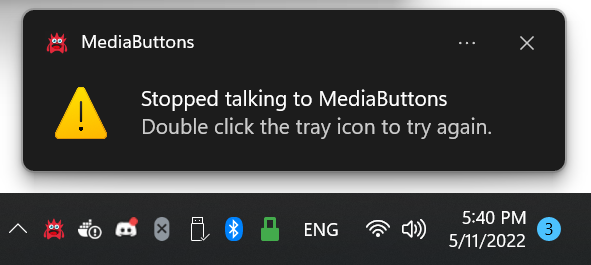 MediaButtons
Stopped talking to MediaButtons
Double click the tray icon to try again.
ENG
5:40 PM
5/11/2022
3